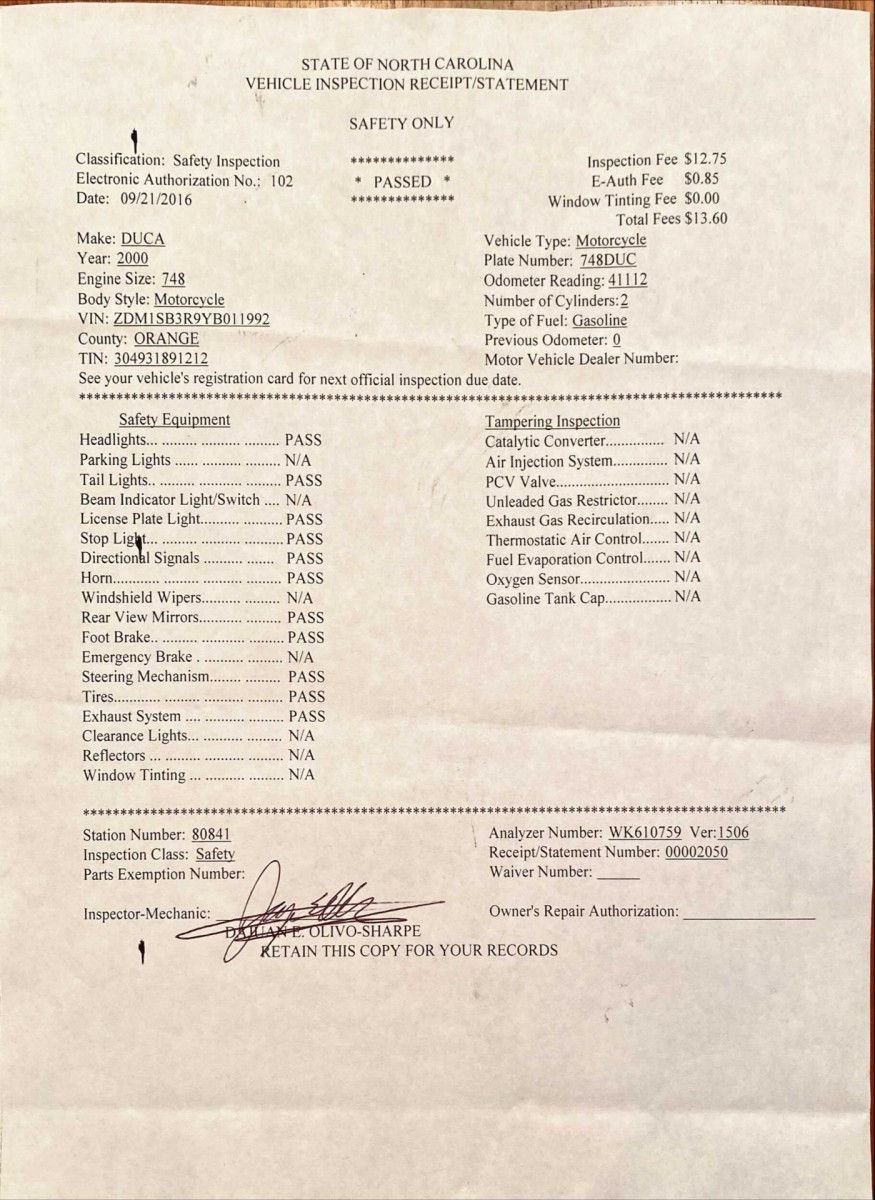 STATE OF NORTH CAROLINA
VEHICLE INSPECTION RECEIPT/STATEMENT
SAFETY ONLY
Classification: Safety Inspection ************** Inspection Fee $12.75
Electronic Authorization No.: 102 * PASSED * E-Auth Fee $0.85
Date: 09/21/2016 ************** Window Tinting Fee $0.00
Total Fees $13.60
Make: DUCA Vehicle Type: Motorcycle
Year: 2000 Plate Number: 748DUC
Engine Size: 748 Odometer Reading: 41112
Body Style: Motorcycle Number of Cylinders:2
VIN: ZDM1SB3R9YB011992 Type of Fuel: Gasoline
County: ORANGE Previous Odometer: 0
TIN: 304931891212 Motor Vehicle Dealer Number:
See your vehicle's registration card for next official inspection due date.
Safety Equipment Tampering Inspection
Headlights... ......... .......... ......... PASS Catalytic Converter............... N/A
Parking Lights ...... .......... ......... N/A Air Injection System............. N/A
Tail Lights.. .......... .......... ......... PASS PCV Valve............................. N/A
Beam Indicator Light/Switch .... N/A Unleaded Gas Restrictor........ N/A
License Plate Light.......... .......... PASS Exhaust Gas Recirculation..... N/A
Stop Light... .......... .......... .......... PASS Thermostatic Air Control....... N/A
Directional Signals .......... ....... PASS Fuel Evaporation Control....... N/A
Horn............ .......... .......... ......... PASS Oxygen Sensor....................... N/A
Windshield Wipers.......... ......... N/A Gasoline Tank Cap................. N/A
Rear View Mirrors.......... ......... PASS
Foot Brake.. .......... .......... ......... PASS
Emergency Brake . .......... ......... N/A
Steering Mechanism........ ......... PASS
Tires............ ......... .......... ......... PASS
Exhaust System .... .......... ......... PASS
Clearance Lights... .......... ......... N/A
Reflectors ... .......... .......... ......... N/A
Window Tinting ... .......... ......... N/A
Station Number: 80841 Analyzer Number: WK610759 Ver:1506
Inspection Class: Safety Receipt/Statement Number: 00002050
Parts Exemption Number: Waiver Number: ______
Inspector-Mechanic: Owner's Repair Authorization: ________________
DAJUAN E. OLIVO-SHARPE
RETAIN THIS COPY FOR YOUR RECORDS